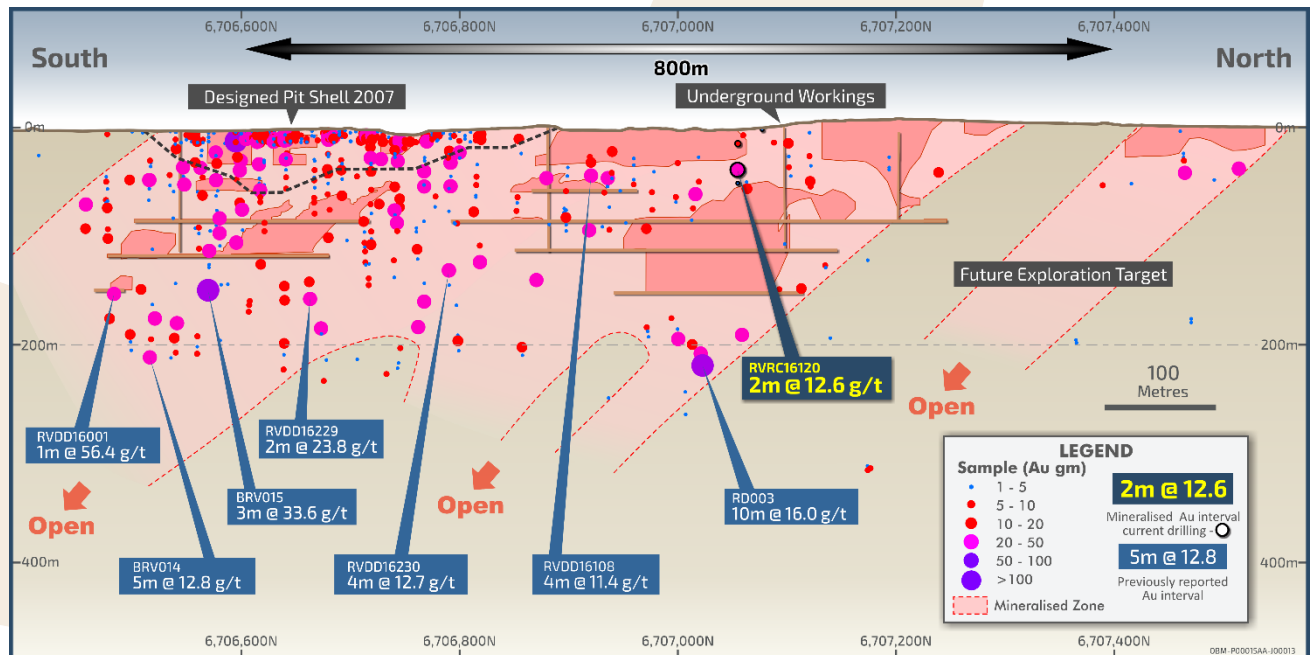 6,706,600N 6,706,800N 6,707,000N 6,707,200N 6,707,400N
South
North
800m
Designed Pit Shell 2007
Underground Workings
0m
0m
Future Exploration Target
200m
200m
RVRC16120
2m @ 12.6 g/t
100
Metres
Open
RVDD16001
1m @ 56.4 g/t
RVDD16229
2m @ 23.8 g/t
Open
Open
BRV015
3m @ 33.6 g/t
RD003
10m @ 16.0 g/t
BRV014
5m @ 12.8 g/t
RVDD16230
4m @ 12.7 g/t
RVDD16108
4m @ 11.4 g/t
400m
400m
LEGEND
Sample (Au gm)
1 - 5
5 - 10
10 - 20
20 - 50
50 - 100
>100
Mineralised Zone
2m @ 12.6
Mineralised Au interval
current drilling -
5m @ 12.8
Previously reported
Au interval
6,706,600N 6,706,800N 6,707,000N 6,707,200N 6,707,400N
OBM-P00015AA-J00013